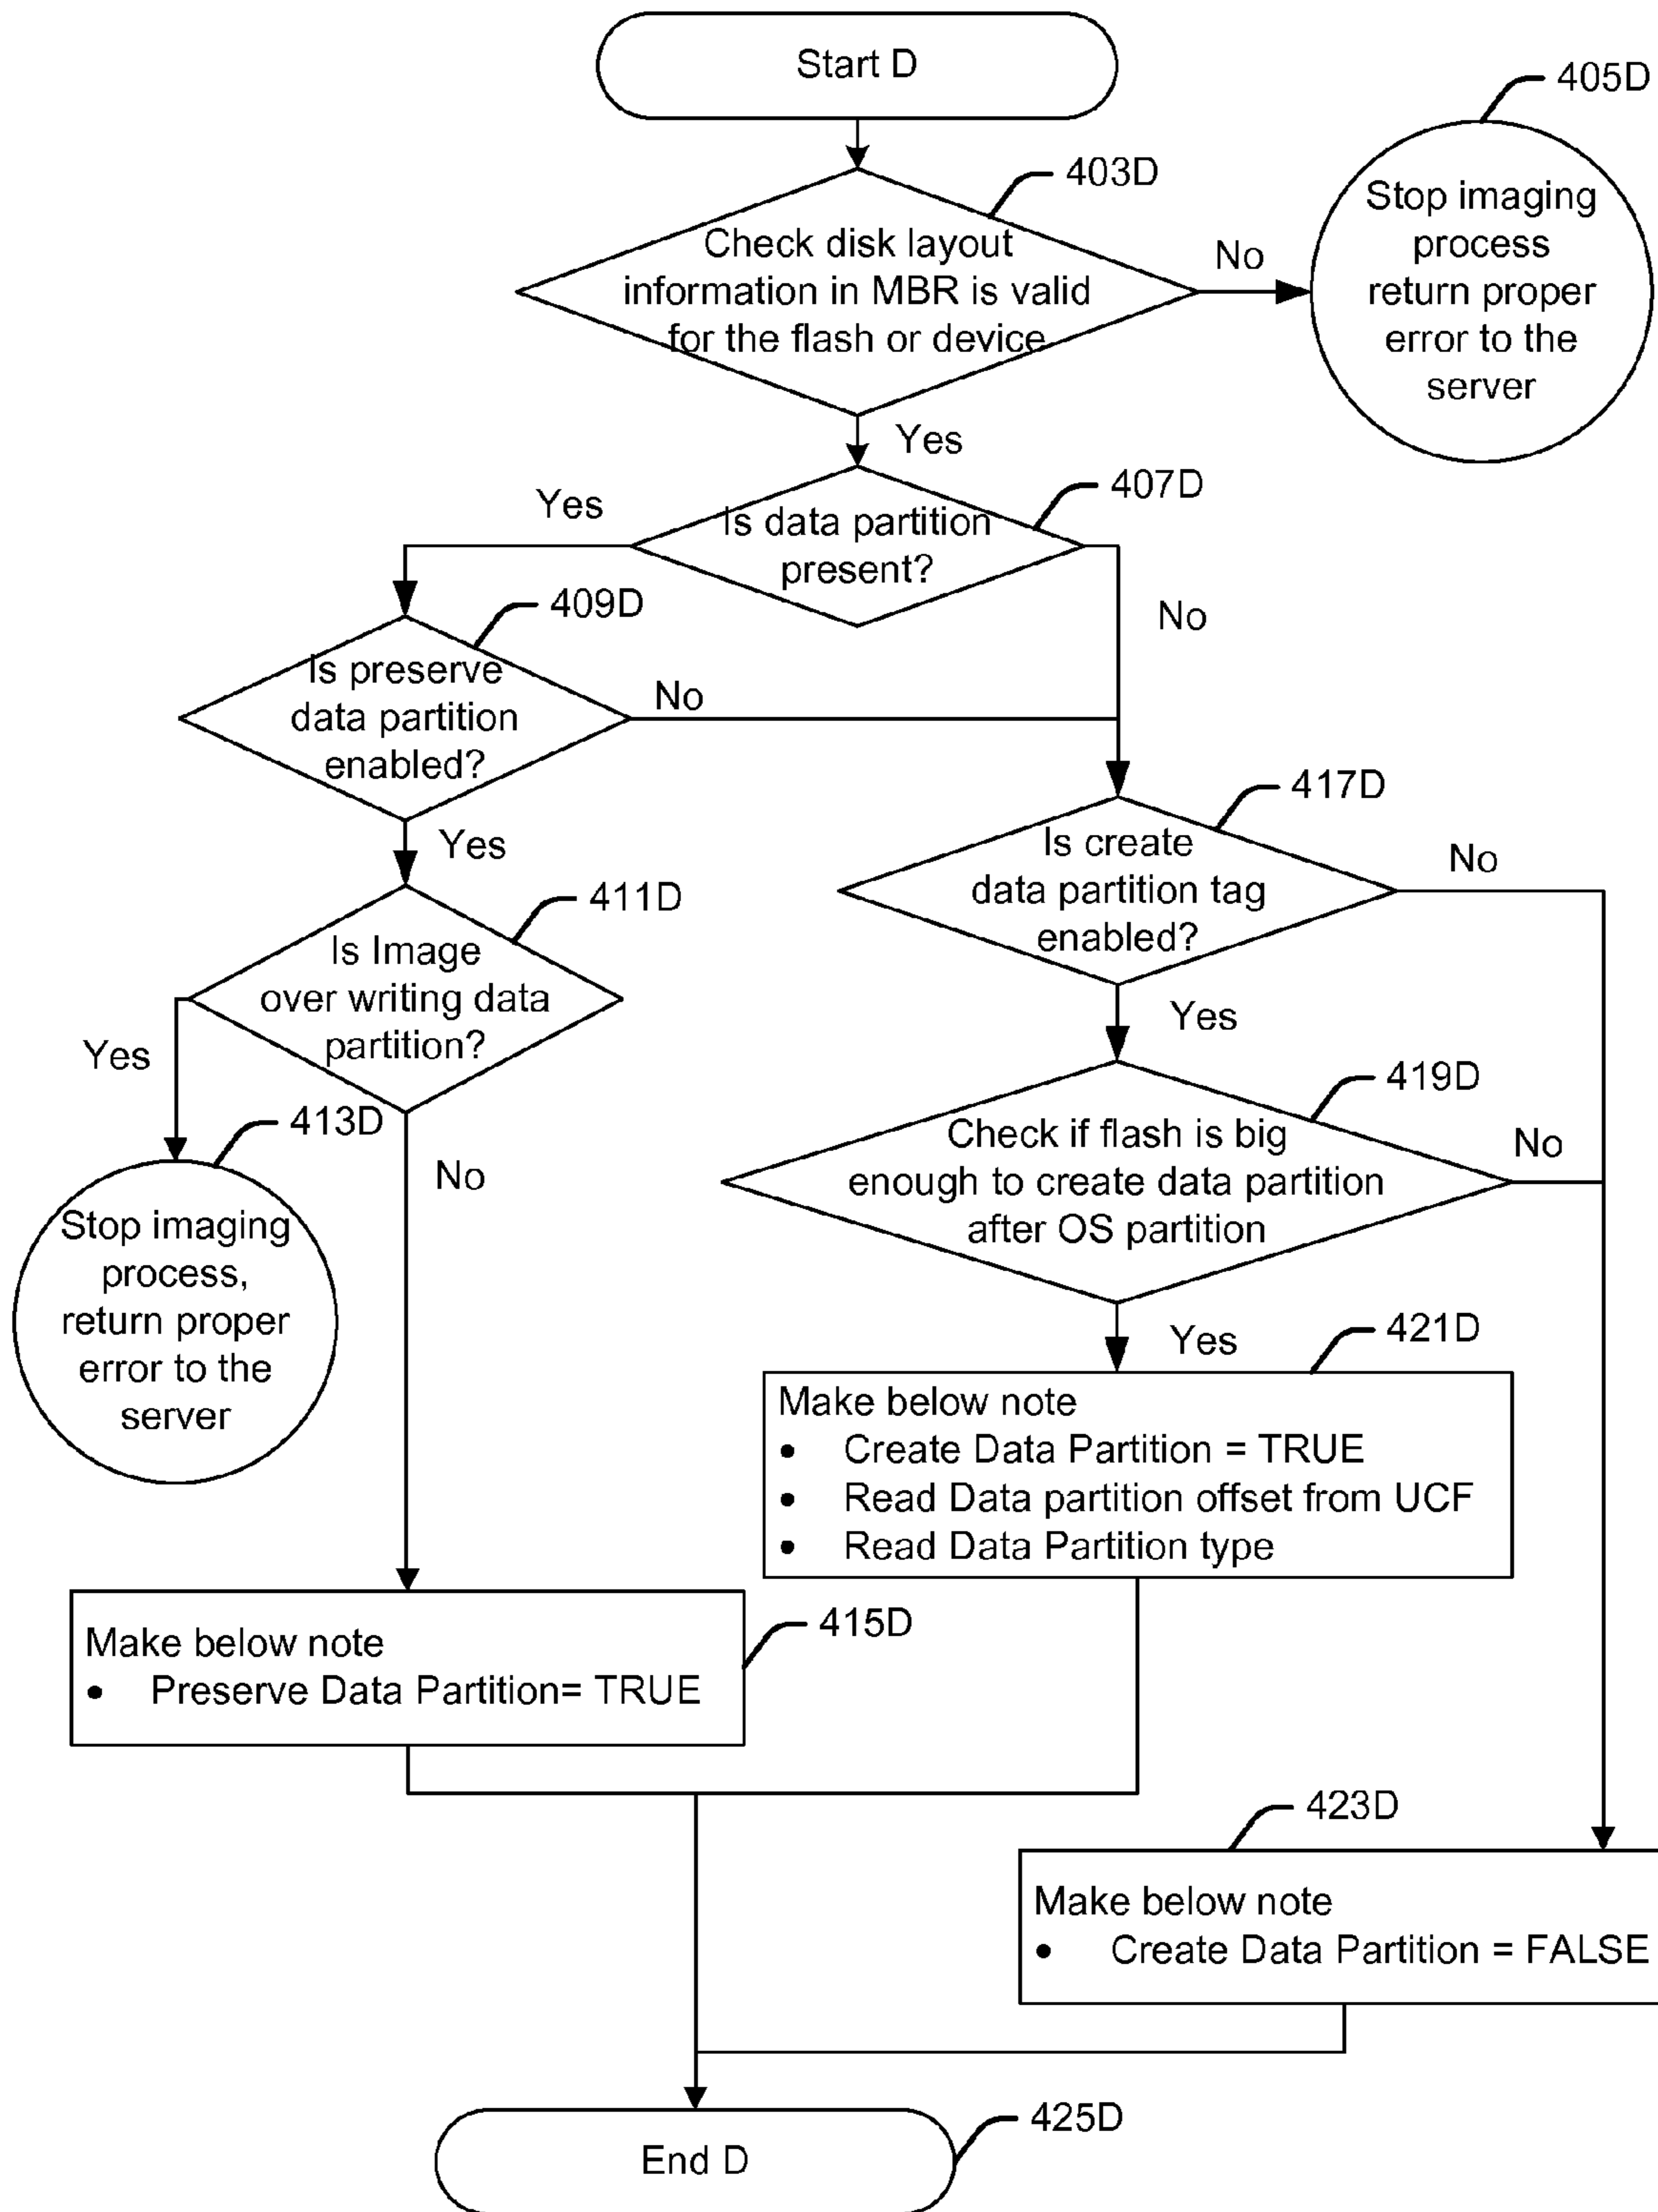 Start D
405D
403D
Stop imaging
process
return proper
error to the
server
Check disk layout
information in MBR is valid
for the flash or device
No
Yes
407D
Yes
Is data partition
present?
No
409D
Is preserve
data partition
enabled?
No
Yes
417D
Is create
data partition tag
enabled?
No
411D
Is Image
over writing data
partition?
Yes
Yes
419D
Check if flash is big
enough to create data partition
after OS partition
No
413D
No
Stop imaging
process,
return proper
error to the
server
Yes
421D
Make below note
• Create Data Partition = TRUE
• Read Data partition offset from UCF
• Read Data Partition type
415D
Make below note
• Preserve Data Partition= TRUE
423D
Make below note
• Create Data Partition = FALSE
425D
End D